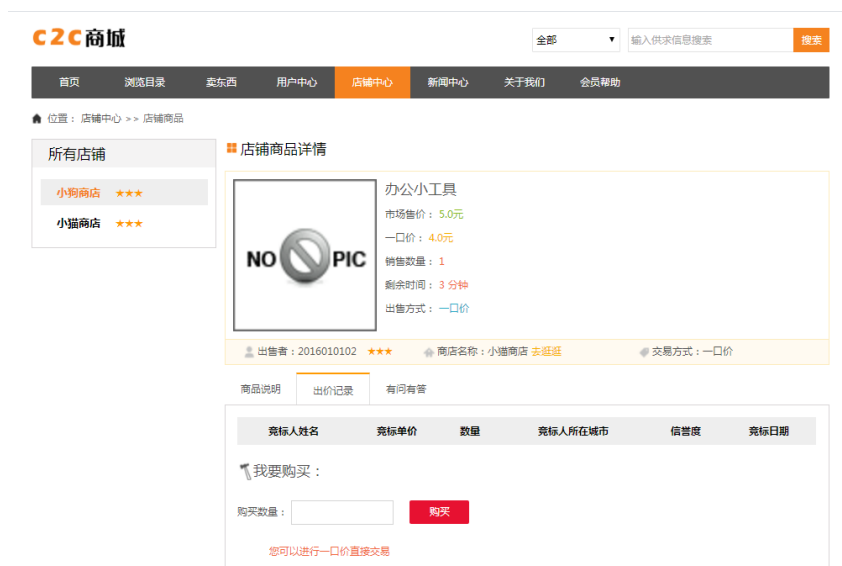 C2C商城
全部 输入供求信息搜索 搜索
首页 浏览目录 卖东西 用户中心 店铺中心 新闻中心 关于我们 会员帮助
位置： 店铺中心 >> 店铺商品
所有店铺
小狗商店 ★★★
小猫商店 ★★★
店铺商品详情
NO PIC
办公小工具
市场售价： 5.0元
一口价： 4.0元
销售数量： 1
剩余时间： 3 分钟
出售方式： 一口价
出售者：2016010102 ★★★ 商店名称：小猫商店 去逛逛 交易方式：一口价
商品说明 出价记录 有问有答
竞标人姓名 竞标单价 数量 竞标人所在城市 信誉度 竞标日期
我要购买：
购买数量： 购买
您可以进行一口价直接交易